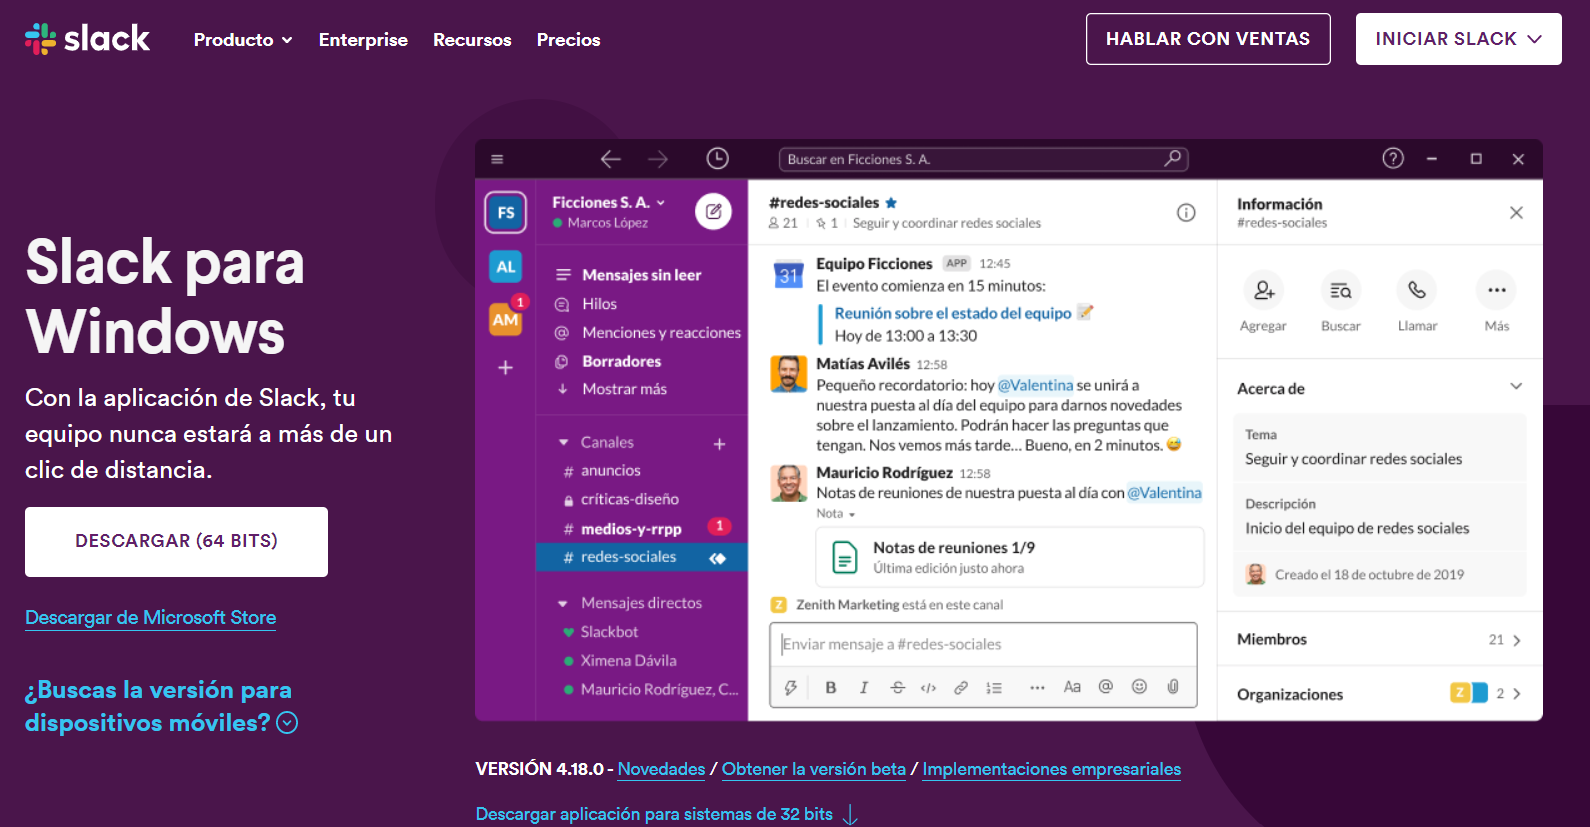 slack
Producto
Enterprise
Recursos
Precios
HABLAR CON VENTAS
INICIAR SLACK
Slack para
Windows
Con la aplicación de Slack, tu
equipo nunca estará a más de un
clic de distancia.
DESCARGAR (64 BITS)
Descargar de Microsoft Store
¿Buscas la versión para
dispositivos móviles?
Buscar en Ficciones S. A.
?
FS
AL
AM
1
Ficciones S. A.
Marcos López
Mensajes sin leer
Hilos
Menciones y reacciones
Borradores
Mostrar más
Canales
# anuncios
críticas-diseño
# medios-y-rrpp 1
# redes-sociales
Mensajes directos
Slackbot
Ximena Dávila
Mauricio Rodríguez, C...
#redes-sociales
21 | 1 | Seguir y coordinar redes sociales
31
Equipo Ficciones APP 12:45
El evento comienza en 15 minutos:
Reunión sobre el estado del equipo 📝
Hoy de 13:00 a 13:30
Matías Avilés 12:58
Pequeño recordatorio: hoy @Valentina se unirá a
nuestra puesta al día del equipo para darnos novedades
sobre el lanzamiento. Podrán hacer las preguntas que
tengan. Nos vemos más tarde... Bueno, en 2 minutos. 😅
Mauricio Rodríguez 12:58
Notas de reuniones de nuestra puesta al día con @Valentina
Nota
Notas de reuniones 1/9
Última edición justo ahora
Z Zenith Marketing está en este canal
Enviar mensaje a #redes-sociales
B I S </> ... Aa @
Información
#redes-sociales
Agregar
Buscar
Llamar
Más
Acerca de
Tema
Seguir y coordinar redes sociales
Descripción
Inicio del equipo de redes sociales
Creado el 18 de octubre de 2019
Miembros 21
Organizaciones Z 2
VERSIÓN 4.18.0 - Novedades / Obtener la versión beta / Implementaciones empresariales
Descargar aplicación para sistemas de 32 bits